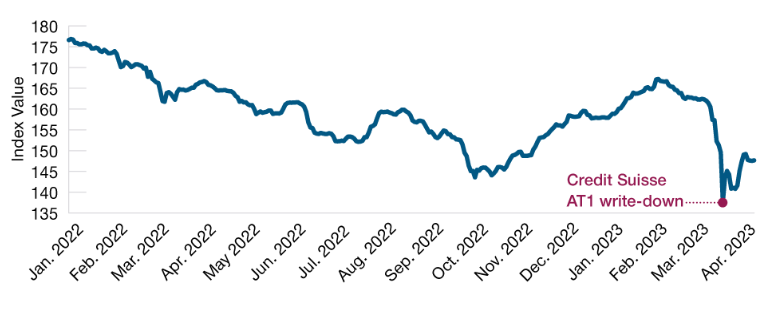 Index Value
180
175
170
165
160
155
150
145
140
135
Credit Suisse
AT1 write-down
Jan. 2022
Feb. 2022
Mar. 2022
Apr. 2022
May 2022
Jun. 2022
Jul. 2022
Aug. 2022
Sep. 2022
Oct. 2022
Nov. 2022
Dec. 2022
Jan. 2023
Feb. 2023
Mar. 2023
Apr. 2023